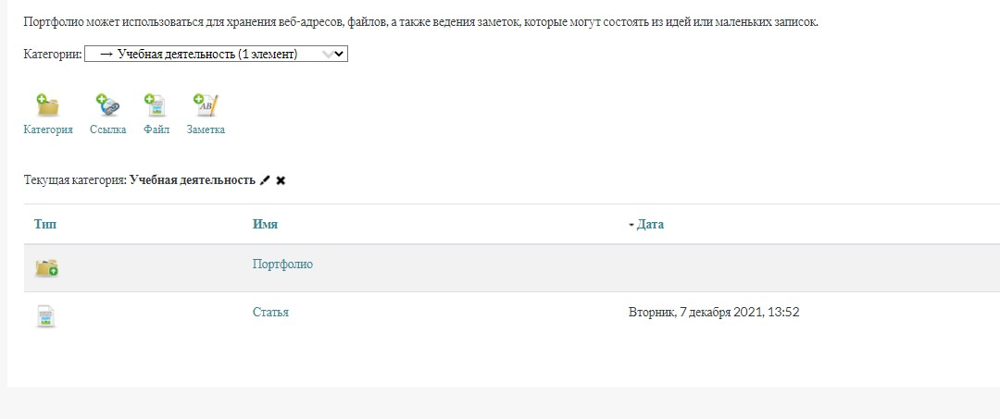 Портфолио может использоваться для хранения веб-адресов, файлов, а также ведения заметок, которые могут состоять из идей или маленьких записок.
Категории: → Учебная деятельность (1 элемент)
Категория Ссылка Файл Заметка
Текущая категория: Учебная деятельность
Тип Имя Дата
Портфолио
Статья Вторник, 7 декабря 2021, 13:52